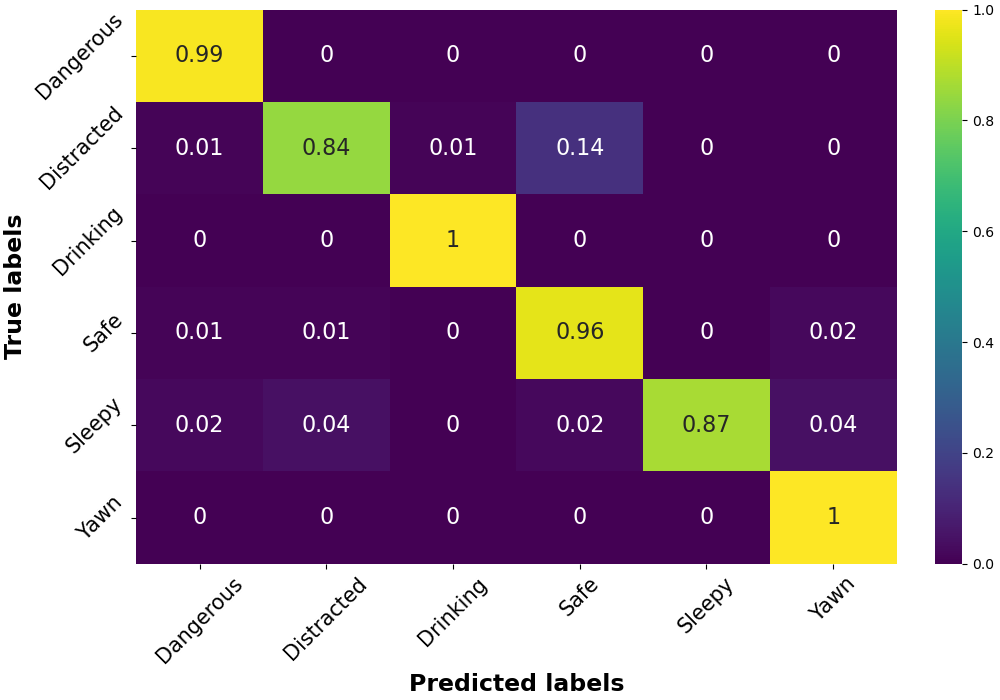 True labels
Dangerous 0.99 0 0 0 0 0
Distracted 0.01 0.84 0.01 0.14 0 0
Drinking 0 0 1 0 0 0
Safe 0.01 0.01 0 0.96 0 0.02
Sleepy 0.02 0.04 0 0.02 0.87 0.04
Yawn 0 0 0 0 0 1
Dangerous Distracted Drinking Safe Sleepy Yawn
Predicted labels
1.0
0.8
0.6
0.4
0.2
0.0